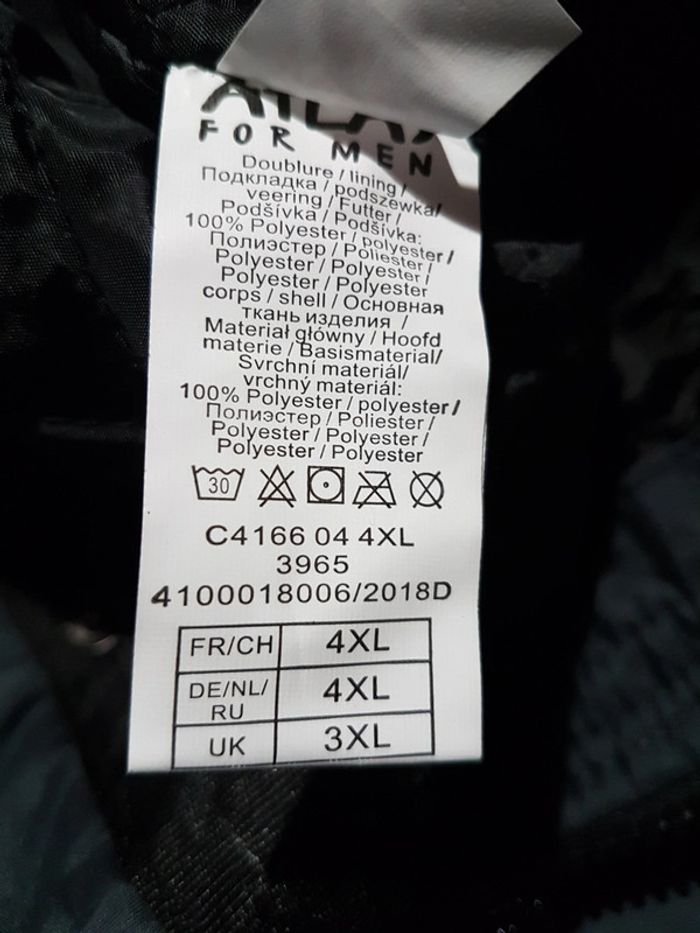 ATLAS
FOR MEN
Doublure / lining /
Подкладка / podszewka/
veering / Futter /
Podšívka / Podšívka:
100% Polyester / polyester /
Полиэстер / Poliester /
Polyester / Polyester /
Polyester / Polyester
corps / shell / Основная
ткань изделия /
Materiał główny / Hoofd
materie / Basismaterial/
Svrchní materiál/
vrchný materiál:
100% Polyester / polyester /
Полиэстер / Poliester /
Polyester / Polyester /
Polyester / Polyester
30
C4166 04 4XL
3965
4100018006/2018D
FR/CH 4XL
DE/NL/ 4XL
RU
UK 3XL